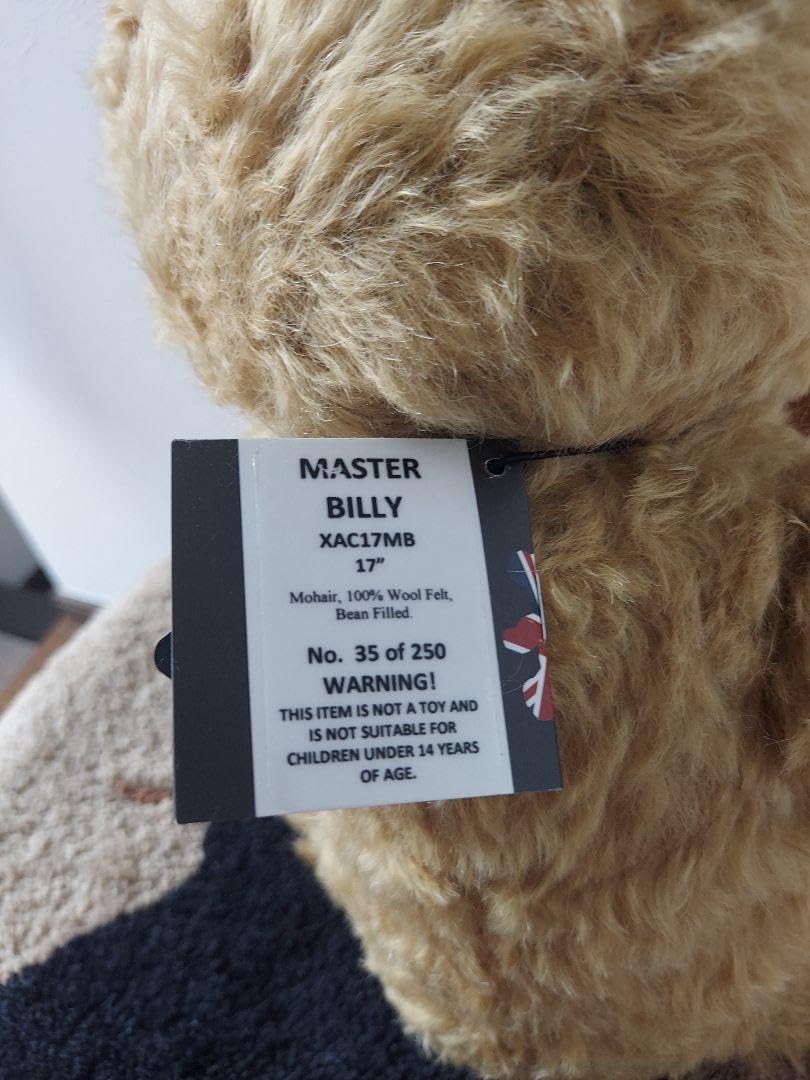 MASTER
BILLY
XAC17MB
17”
Mohair, 100% Wool Felt,
Bean Filled.
No. 35 of 250
WARNING!
THIS ITEM IS NOT A TOY AND
IS NOT SUITABLE FOR
CHILDREN UNDER 14 YEARS
OF AGE.